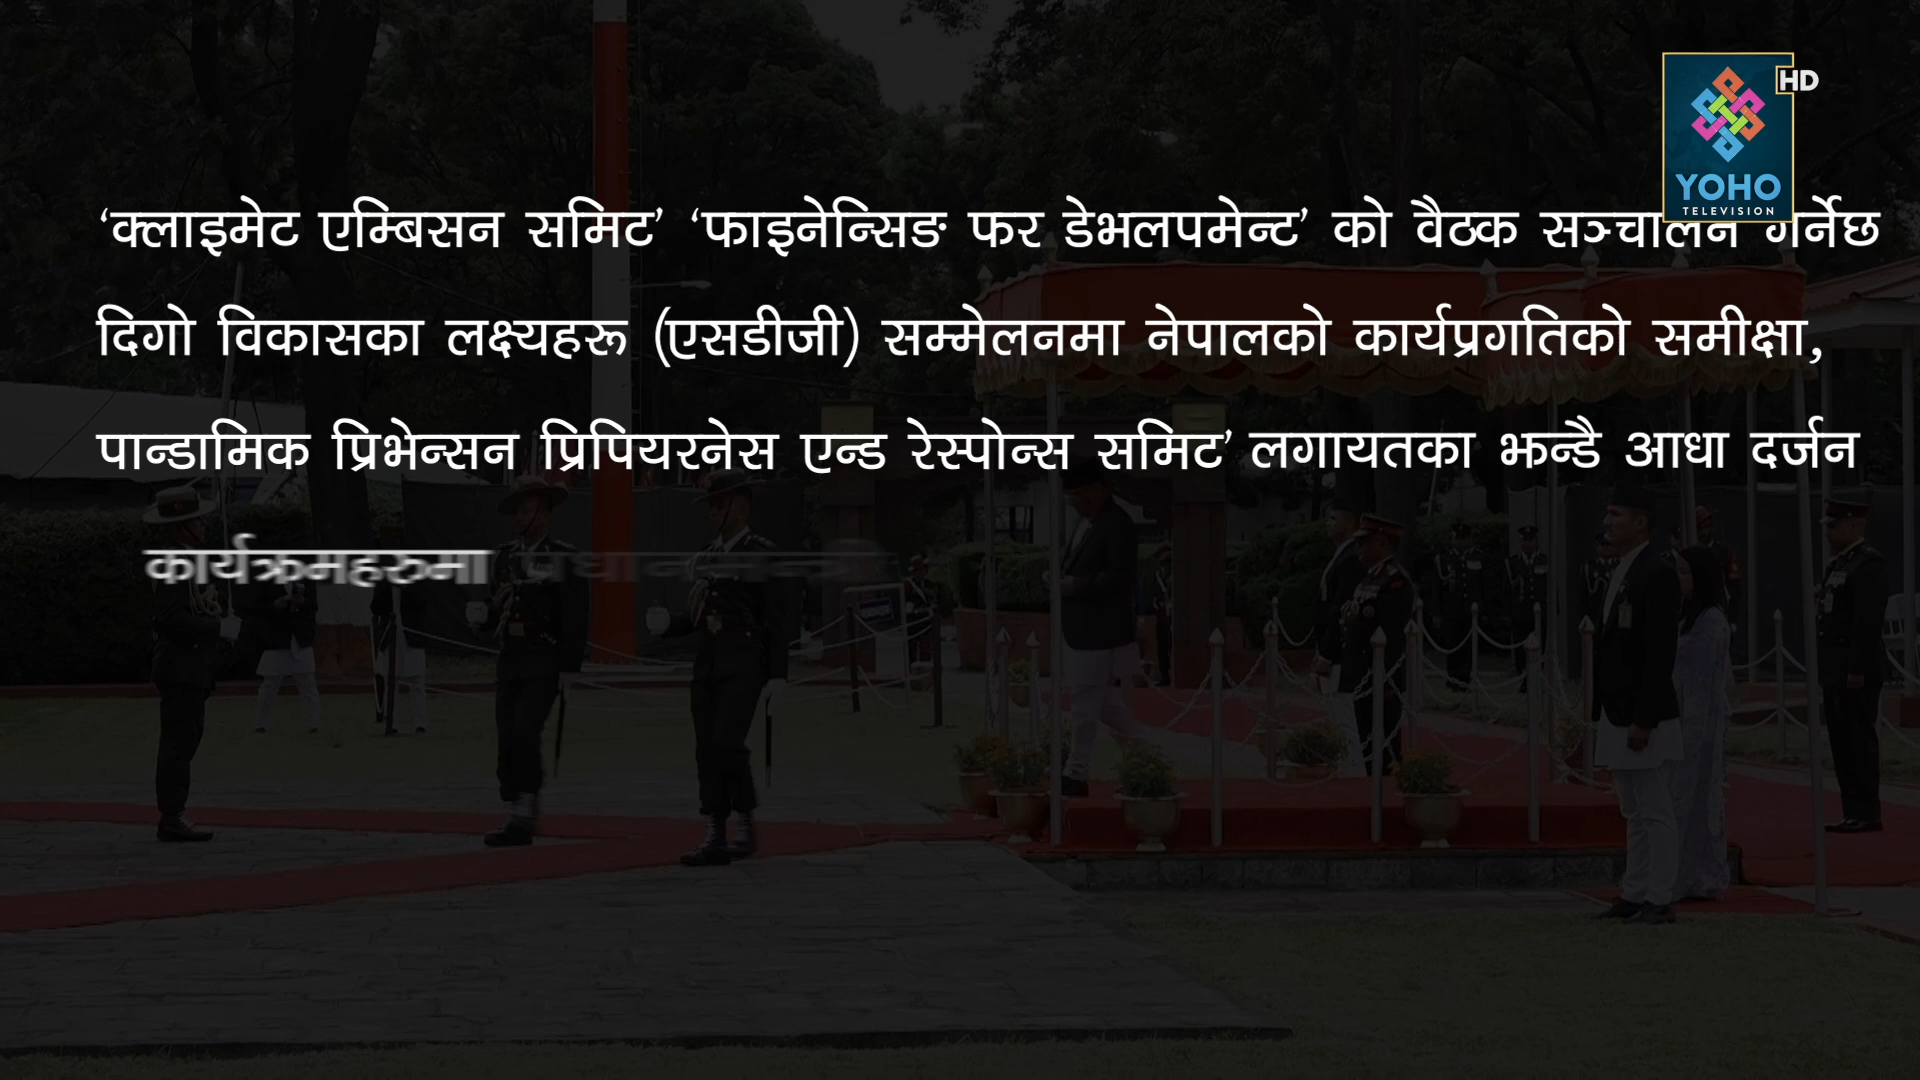 HD
YOHO
TELEVISION
‘क्लाइमेट एम्बिसन समिट’ ‘फाइनेन्सिङ फर डेभलपमेन्ट’ को वैठक सञ्चालन गर्नेछ
दिगो विकासका लक्ष्यहरू (एसडीजी) सम्मेलनमा नेपालको कार्यप्रगतिको समीक्षा,
पान्डामिक प्रिभेन्सन प्रिपियरनेस एन्ड रेस्पोन्स समिट’ लगायतका झन्डै आधा दर्जन
कार्यक्रमहरुमा